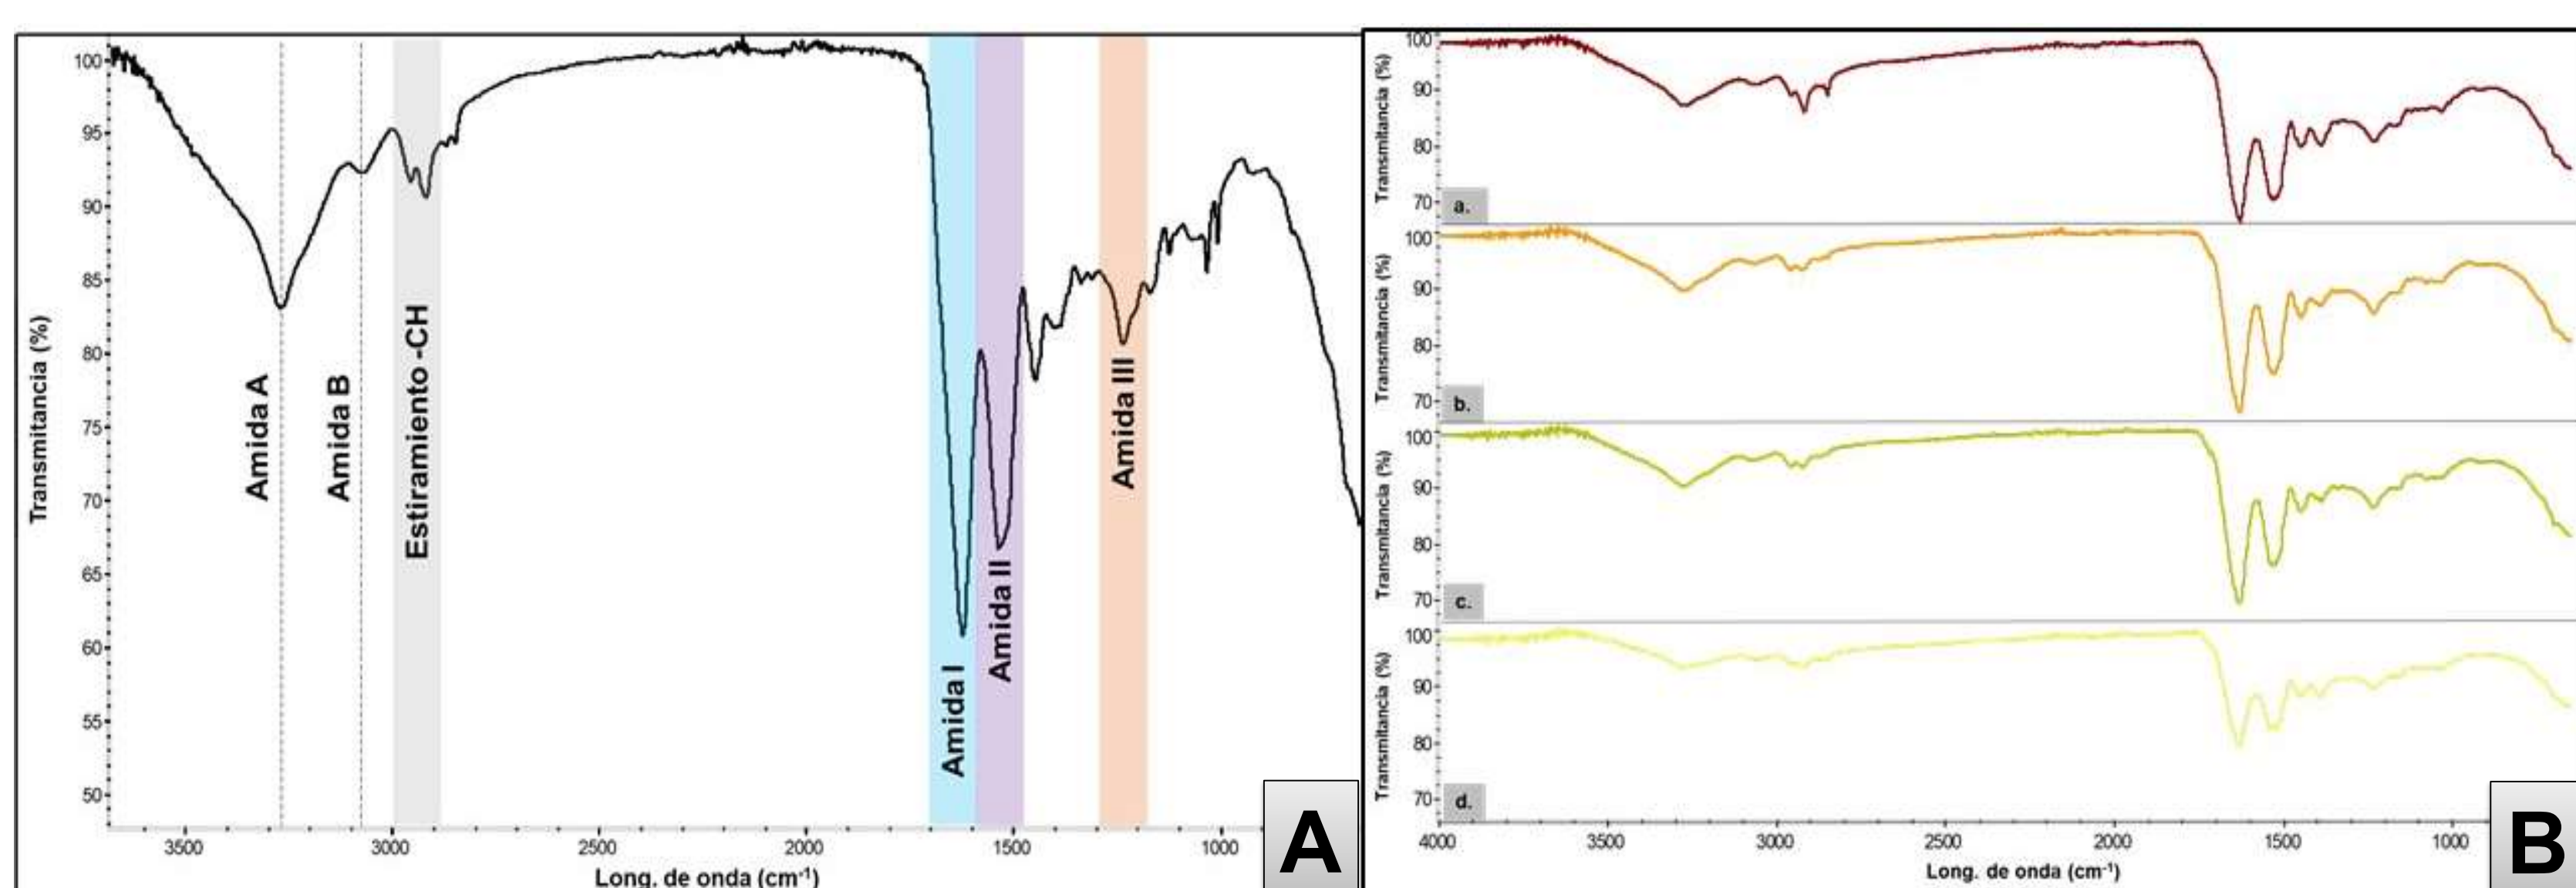 Transmitancia (%)
100
95
90
85
80
75
70
65
60
55
50
Amida A
Amida B
Estiramiento -CH
Amida I
Amida II
Amida III
3500
3000
2500
2000
1500
1000
Long. de onda (cm⁻¹)
A
Transmitancia (%)
100
90
80
70
a.
Transmitancia (%)
100
90
80
70
b.
Transmitancia (%)
100
90
80
70
c.
Transmitancia (%)
100
90
80
70
d.
4000
3500
3000
2500
2000
1500
1000
Long. de onda (cm⁻¹)
B